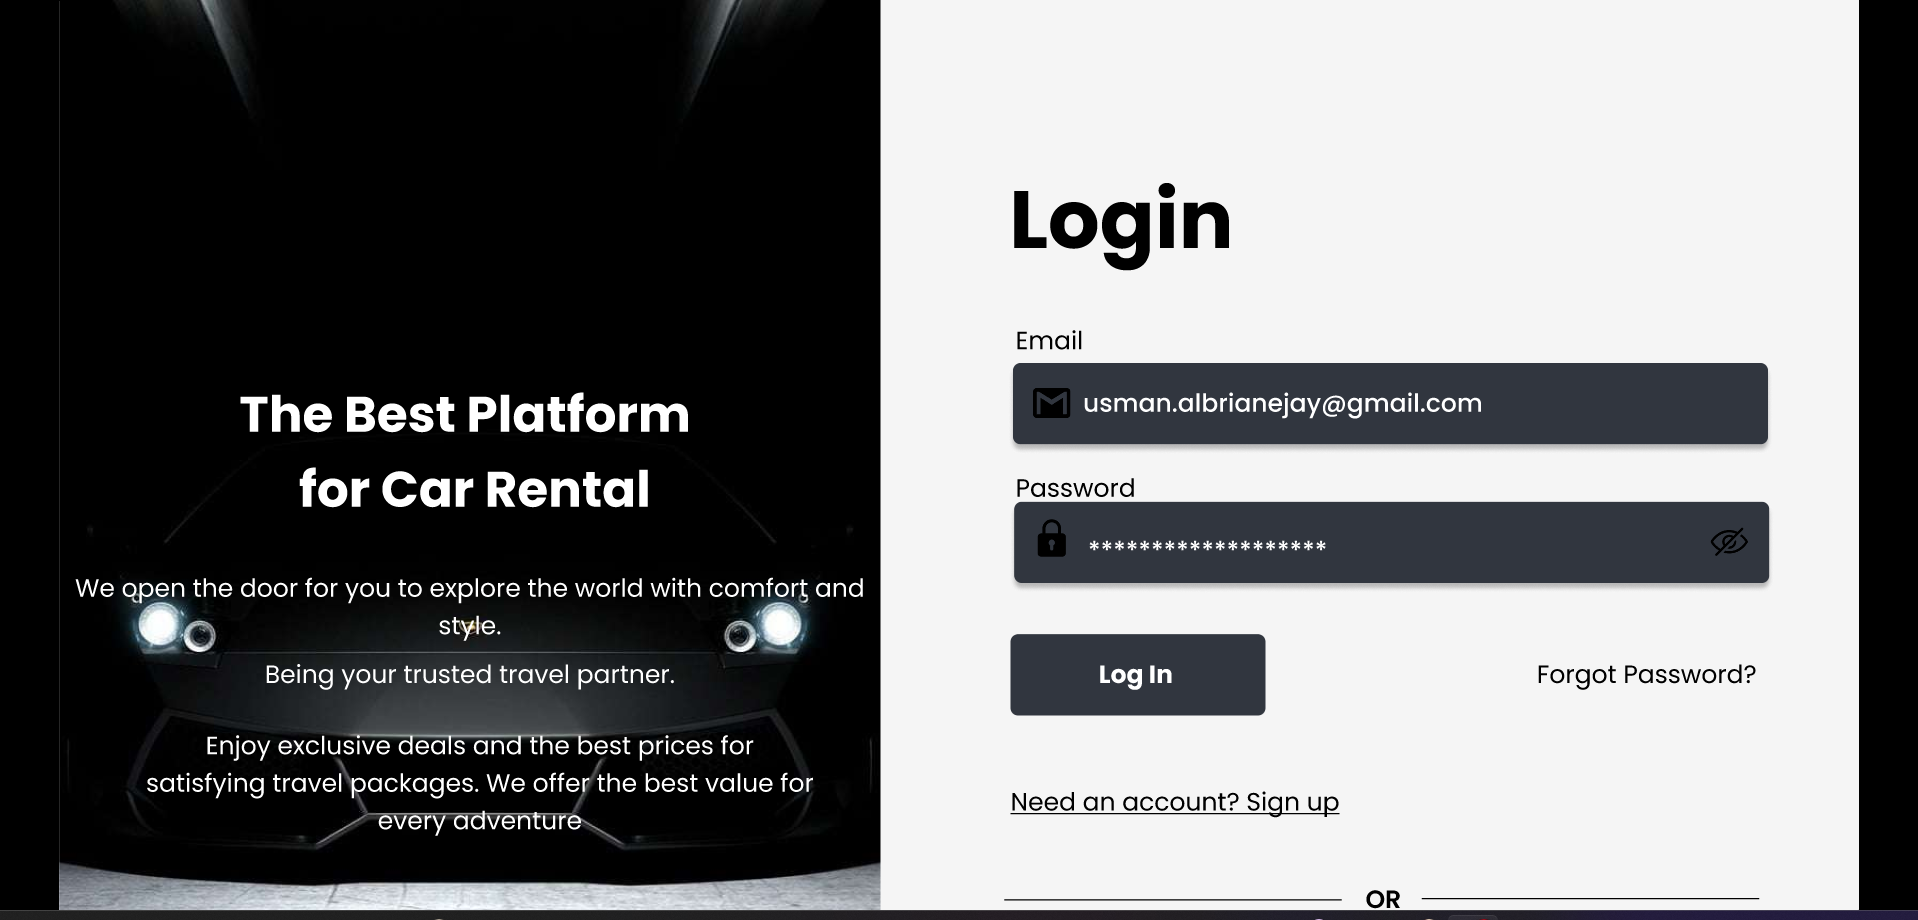 The Best Platform
for Car Rental
We open the door for you to explore the world with comfort and
style.
Being your trusted travel partner.
Enjoy exclusive deals and the best prices for
satisfying travel packages. We offer the best value for
every adventure
Login
Email
usman.albrianejay@gmail.com
Password
*******************
Log In
Forgot Password?
Need an account? Sign up
OR